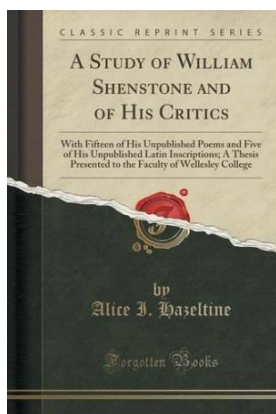 CLASSIC REPRINT SERIES
A STUDY OF WILLIAM
SHENSTONE AND
OF HIS CRITICS
With Fifteen of His Unpublished Poems and Five
of His Unpublished Latin Inscriptions; A Thesis
Presented to the Faculty of Wellesley College
by
Alice I. Hazeltine
Forgotten Books